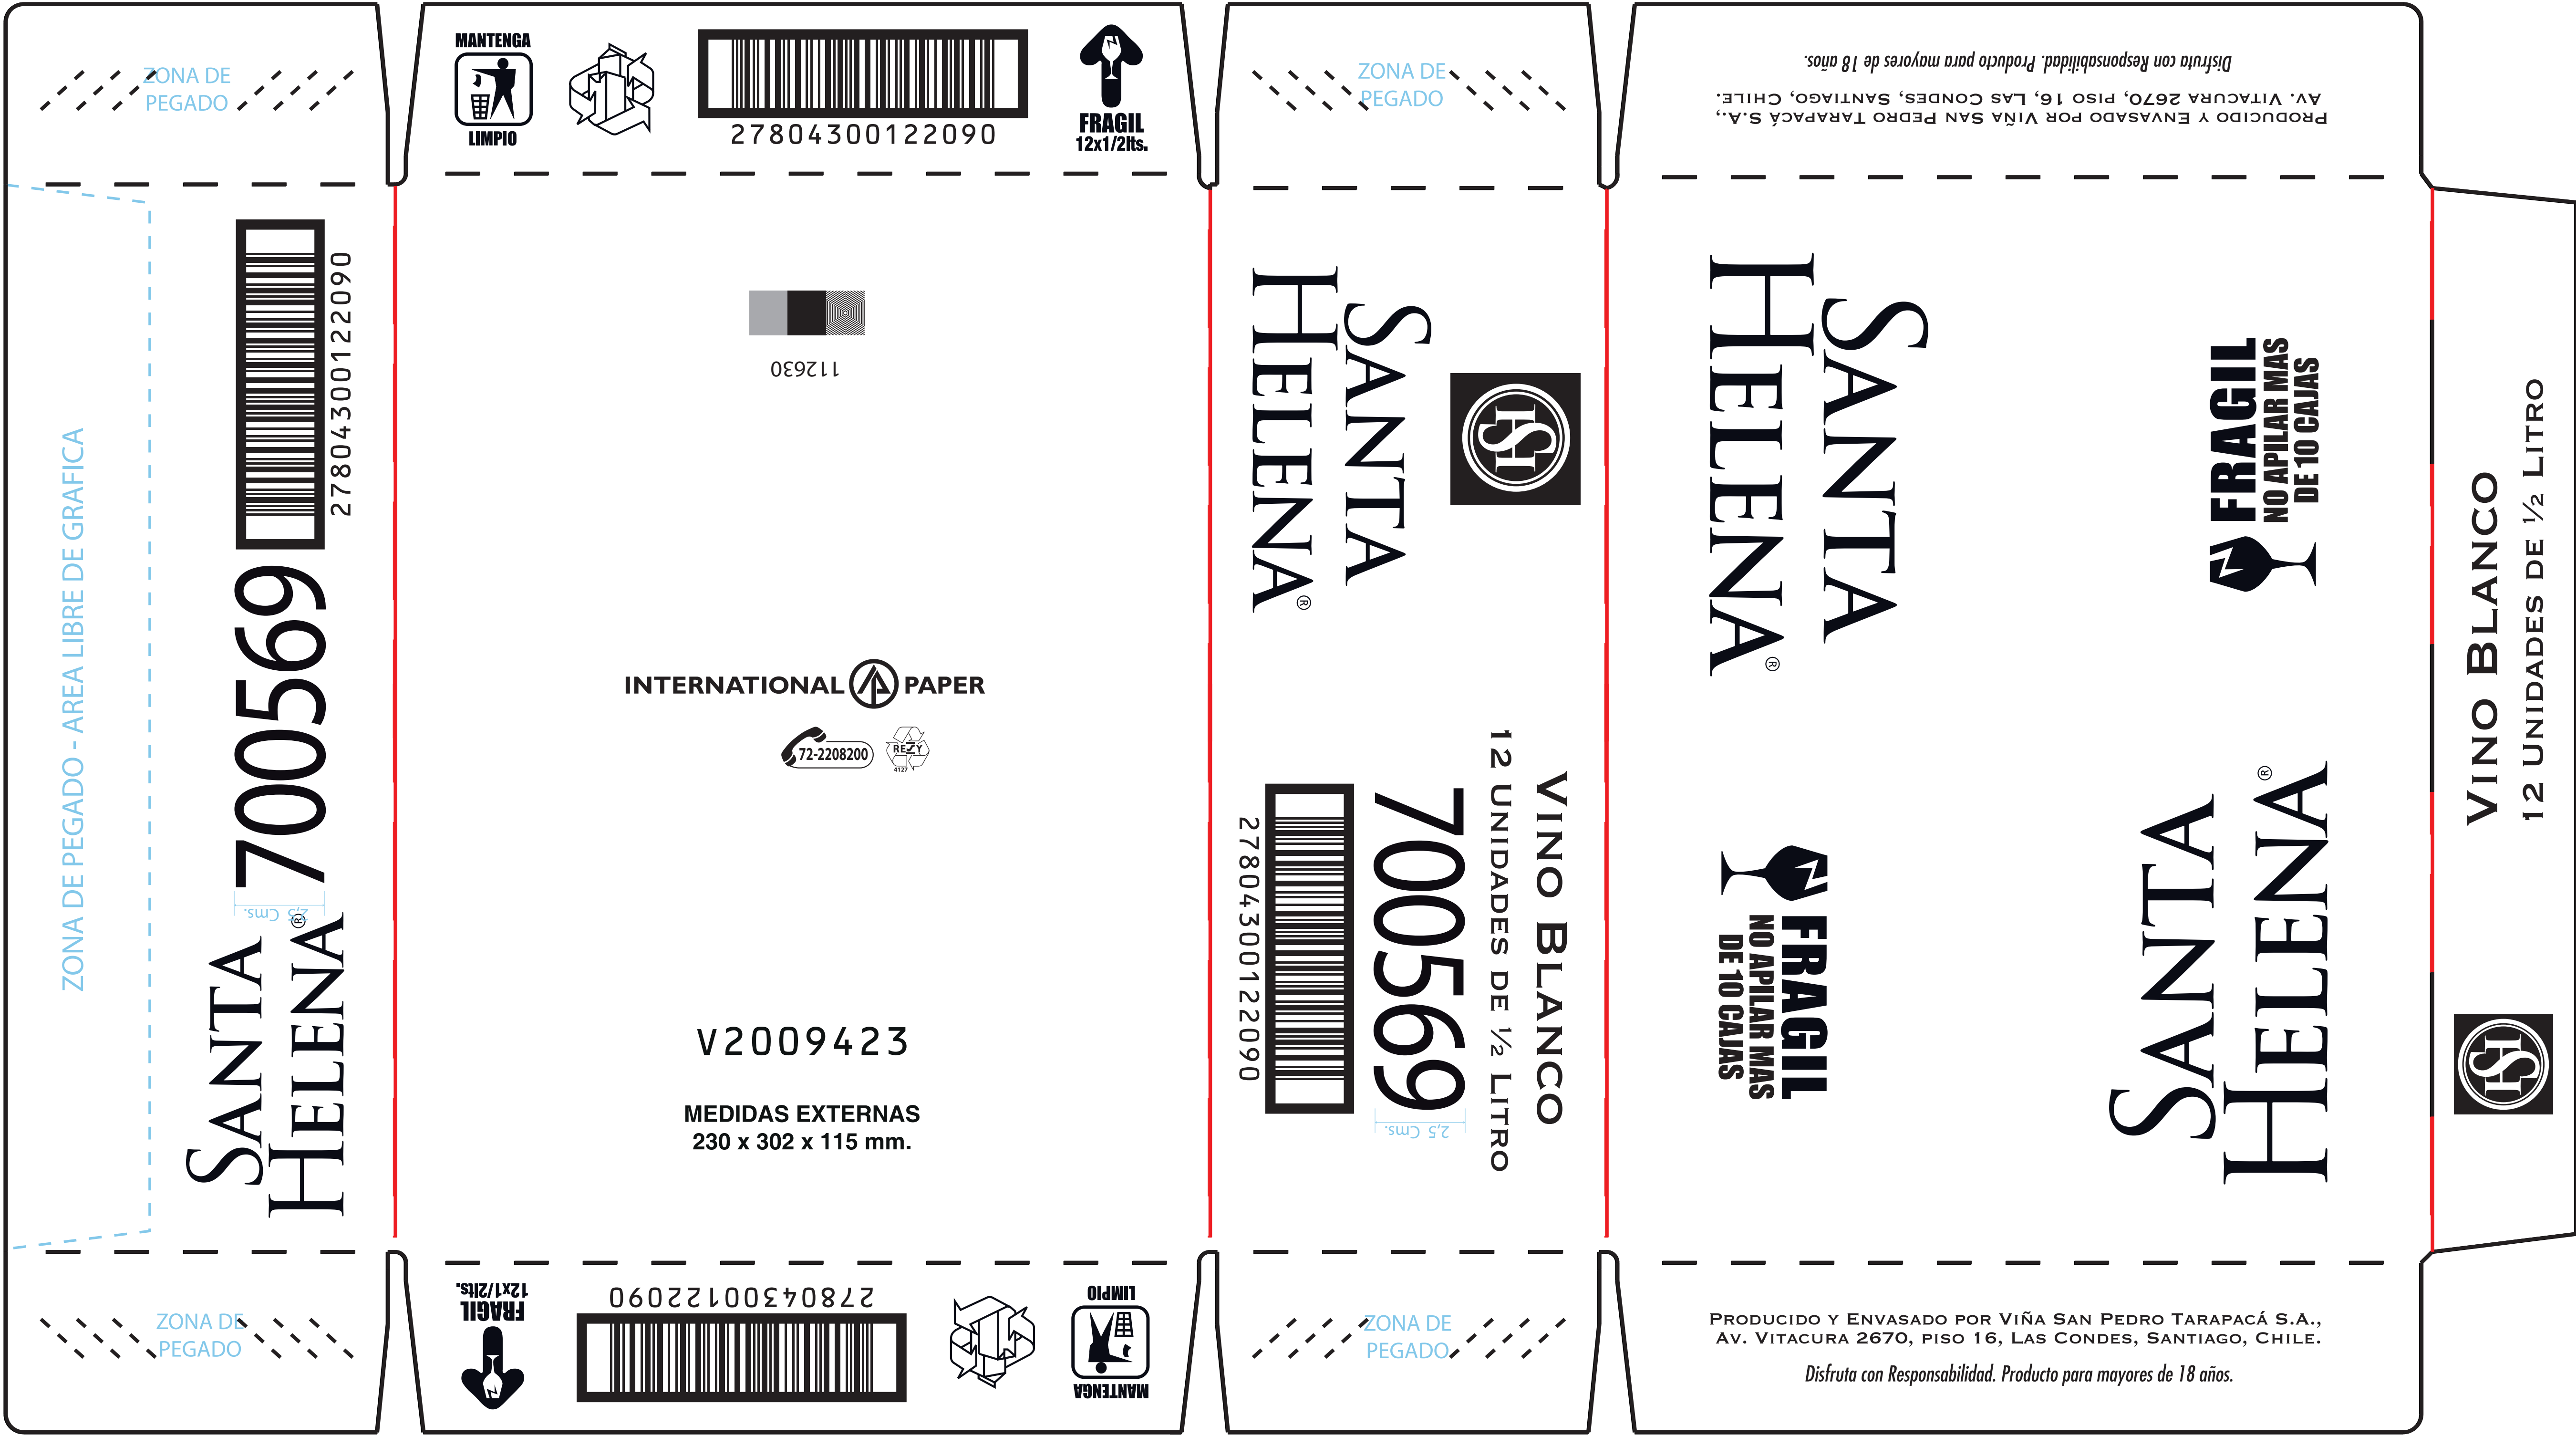 ZONA DE
PEGADO
ZONA DE PEGADO - AREA LIBRE DE GRAFICA
27804300122090
700569
2,5 Cms.
SANTA
HELENA®
ZONA DE
PEGADO
MANTENGA
LIMPIO
27804300122090
FRAGIL
12x1/2lts.
112630
INTERNATIONAL PAPER
72-2208200
RESY
4127
V2009423
MEDIDAS EXTERNAS
230 x 302 x 115 mm.
FRAGIL
12x1/2lts.
27804300122090
MANTENGA
LIMPIO
ZONA DE
PEGADO
SANTA
HELENA®
SH
VINO BLANCO
12 UNIDADES DE ½ LITRO
700569
2,5 Cms.
27804300122090
ZONA DE
PEGADO
PRODUCIDO Y ENVASADO POR VIÑA SAN PEDRO TARAPACÁ S.A.,
AV. VITACURA 2670, PISO 16, LAS CONDES, SANTIAGO, CHILE.
Disfruta con Responsabilidad. Producto para mayores de 18 años.
SANTA
HELENA®
FRAGIL
NO APILAR MAS
DE 10 CAJAS
FRAGIL
NO APILAR MAS
DE 10 CAJAS
SANTA
HELENA®
PRODUCIDO Y ENVASADO POR VIÑA SAN PEDRO TARAPACÁ S.A.,
AV. VITACURA 2670, PISO 16, LAS CONDES, SANTIAGO, CHILE.
Disfruta con Responsabilidad. Producto para mayores de 18 años.
VINO BLANCO
12 UNIDADES DE ½ LITRO
SH